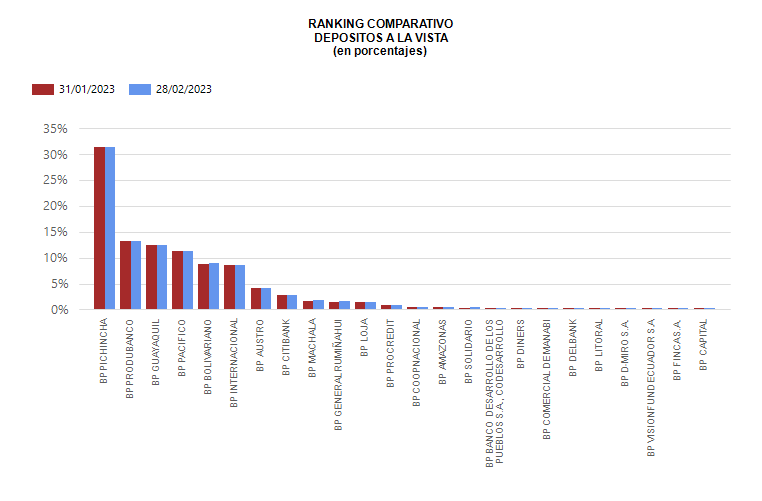 RANKING COMPARATIVO
DEPOSITOS A LA VISTA
(en porcentajes)
31/01/2023
28/02/2023
35%
30%
25%
20%
15%
10%
5%
0%
BP PICHINCHA
BP PRODUBANCO
BP GUAYAQUIL
BP PACIFICO
BP BOLIVARIANO
BP INTERNACIONAL
BP AUSTRO
BP CITIBANK
BP MACHALA
BP GENERAL RUMIÑAHUI
BP LOJA
BP PROCREDIT
BP COOPNACIONAL
BP AMAZONAS
BP SOLIDARIO
BP BANCO DESARROLLO DE LOS
PUEBLOS S.A., CODESARROLLO
BP DINERS
BP COMERCIAL DE MANABI
BP DELBANK
BP LITORAL
BP D-MIRO S.A.
BP VISIONFUND ECUADOR S.A
BP FINCA S.A.
BP CAPITAL